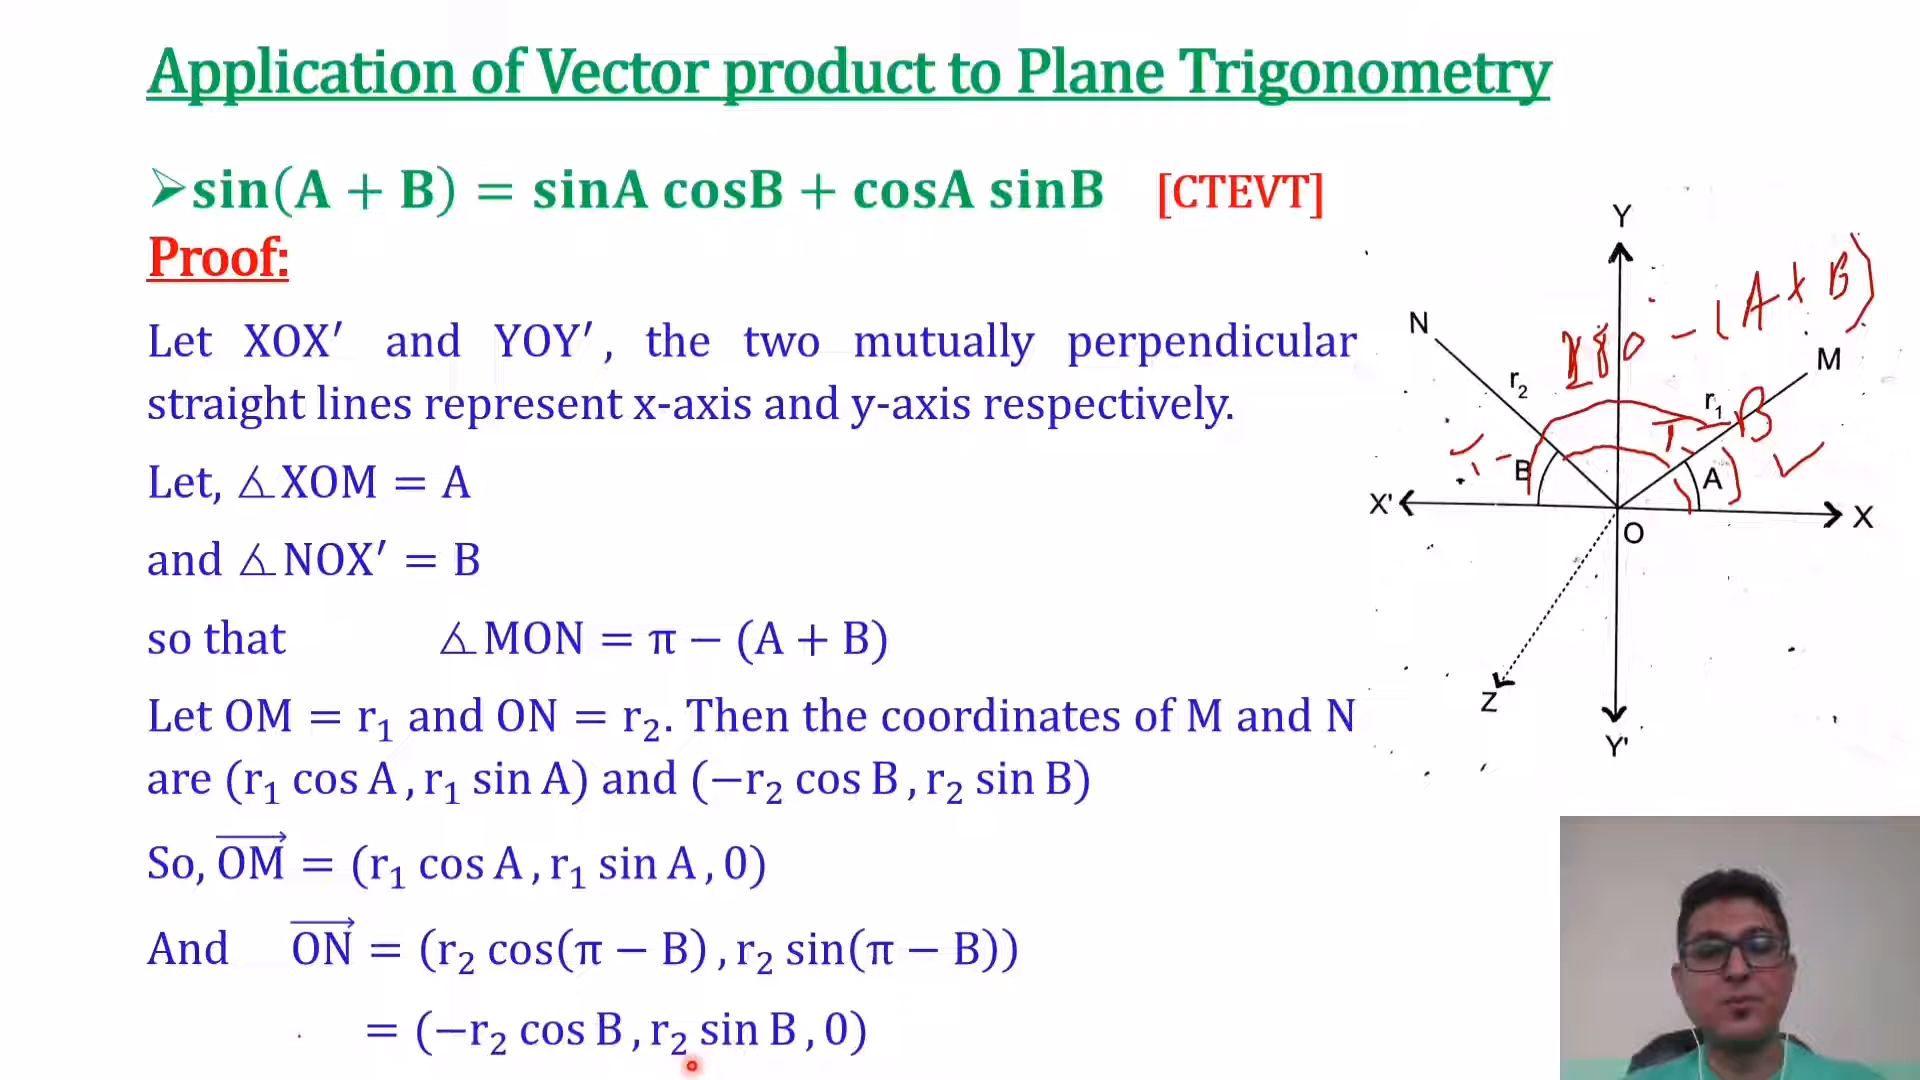 Application of Vector product to Plane Trigonometry
➢sin(A + B) = sinA cosB + cosA sinB [CTEVT]
Proof:
Let XOX′ and YOY′, the two mutually perpendicular
straight lines represent x-axis and y-axis respectively.
Let, ∡XOM = A
and ∡NOX′ = B
so that ∡MON = π − (A + B)
Let OM = r₁ and ON = r₂. Then the coordinates of M and N
are (r₁ cos A , r₁ sin A) and (−r₂ cos B , r₂ sin B)
So, \overrightarrow{OM} = (r₁ cos A , r₁ sin A , 0)
And \overrightarrow{ON} = (r₂ cos(π − B) , r₂ sin(π − B))
= (−r₂ cos B , r₂ sin B , 0)
Y
180 - (A + B)
N
M
r₂
r₁
π - B
B
A
X'
X
O
Z
Y'